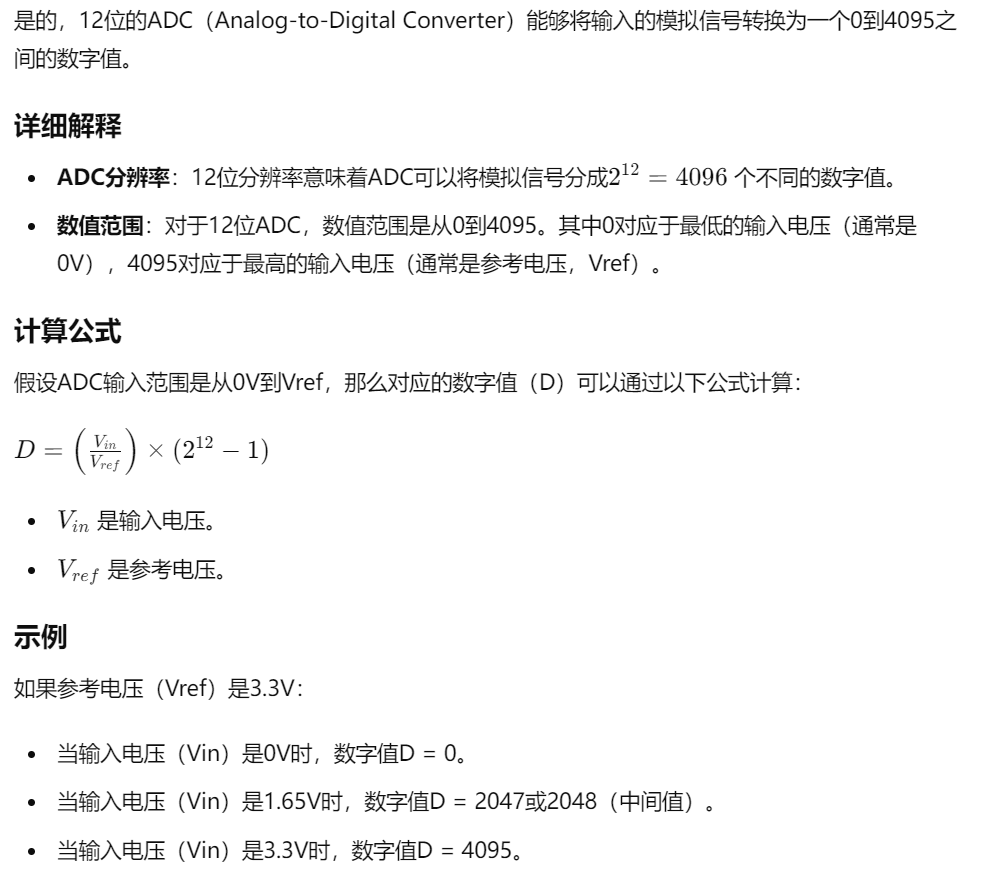 是的，12位的ADC（Analog-to-Digital Converter）能够将输入的模拟信号转换为一个0到4095之
间的数字值。
详细解释
• ADC分辨率：12位分辨率意味着ADC可以将模拟信号分成2^12 = 4096 个不同的数字值。
• 数值范围：对于12位ADC，数值范围是从0到4095。其中0对应于最低的输入电压（通常是
0V），4095对应于最高的输入电压（通常是参考电压，Vref）。
计算公式
假设ADC输入范围是从0V到Vref，那么对应的数字值（D）可以通过以下公式计算：
D = (V_in/V_ref) × (2^12 − 1)
• V_in 是输入电压。
• V_ref 是参考电压。
示例
如果参考电压（Vref）是3.3V：
• 当输入电压（Vin）是0V时，数字值D = 0。
• 当输入电压（Vin）是1.65V时，数字值D = 2047或2048（中间值）。
• 当输入电压（Vin）是3.3V时，数字值D = 4095。